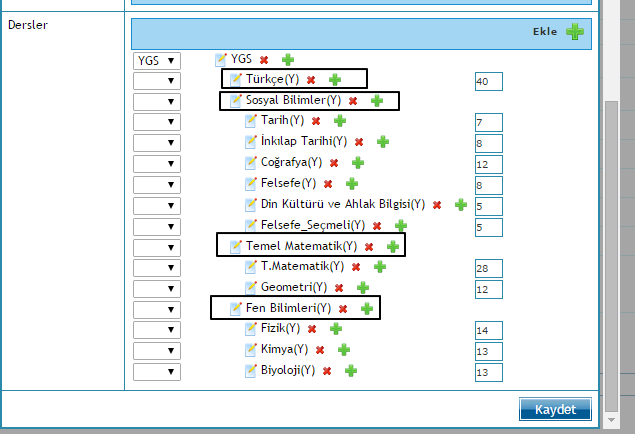 Dersler
Ekle
YGS YGS
Türkçe(Y) 40
Sosyal Bilimler(Y)
Tarih(Y) 7
İnkılap Tarihi(Y) 8
Coğrafya(Y) 12
Felsefe(Y) 8
Din Kültürü ve Ahlak Bilgisi(Y) 5
Felsefe_Seçmeli(Y) 5
Temel Matematik(Y)
T.Matematik(Y) 28
Geometri(Y) 12
Fen Bilimleri(Y)
Fizik(Y) 14
Kimya(Y) 13
Biyoloji(Y) 13
Kaydet